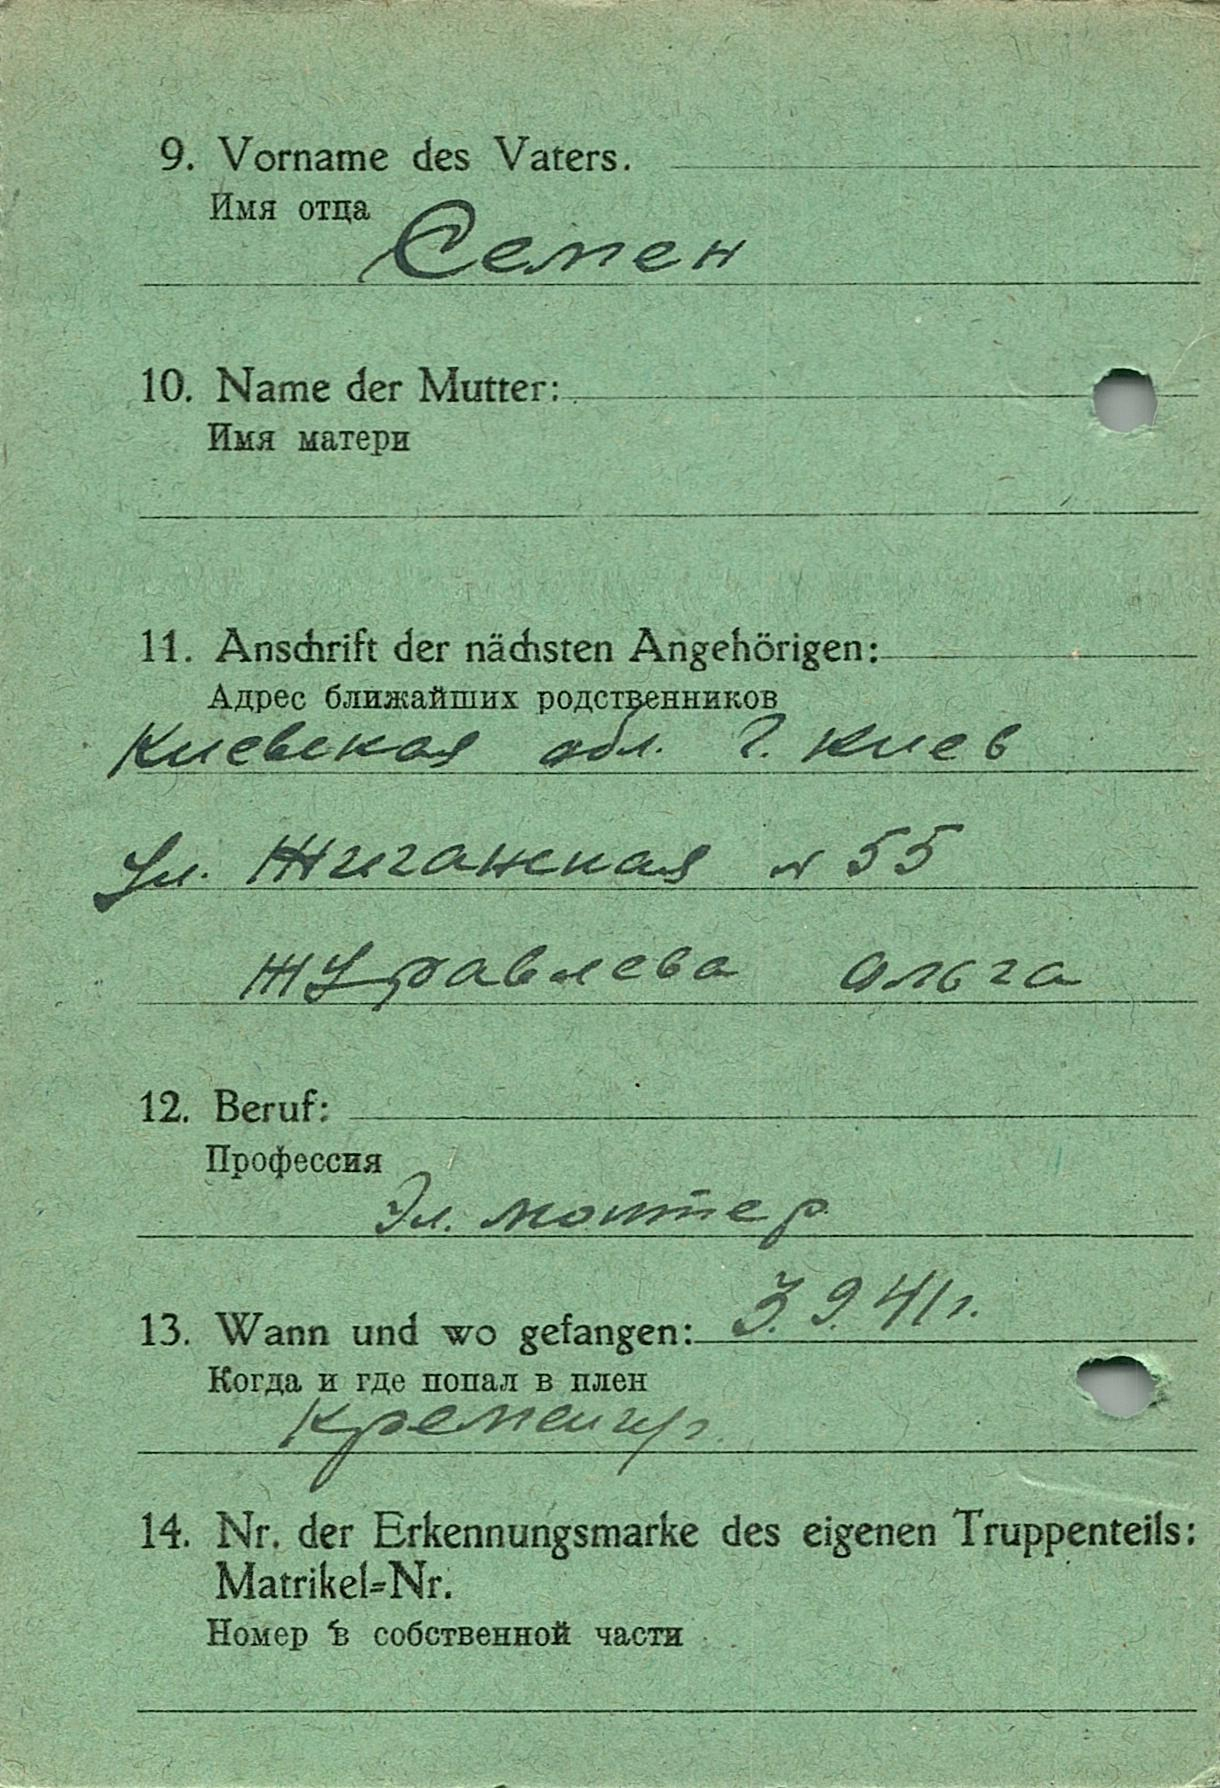 9. Vorname des Vaters.
Имя отца
Семен
10. Name der Mutter:
Имя матери
11. Anschrift der nächsten Angehörigen:
Адрес ближайших родственников
Киевская обл. г. Киев
Ул. Жиганская № 55
Журавлева Ольга
12. Beruf:
Профессия
Эл. монтер
13. Wann und wo gefangen: 3.9.41 г.
Когда и где попал в плен
14. Nr. der Erkennungsmarke des eigenen Truppenteils:
Matrikel=Nr.
Номер в собственной части